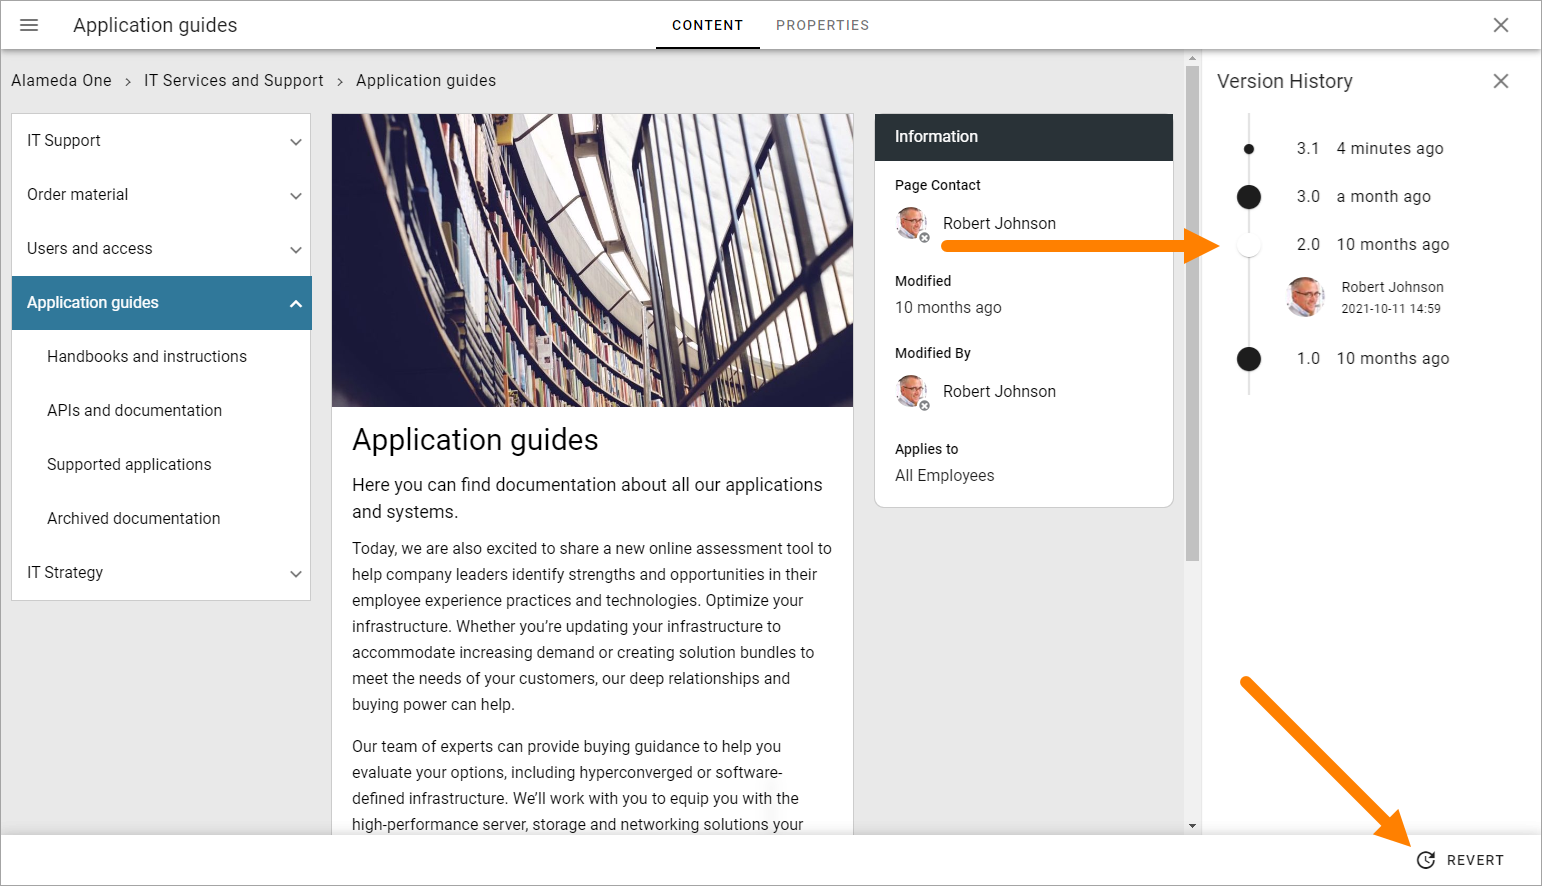 Application guides
CONTENT
PROPERTIES
Alameda One > IT Services and Support > Application guides
IT Support
Order material
Users and access
Application guides
Handbooks and instructions
APIs and documentation
Supported applications
Archived documentation
IT Strategy
Application guides
Here you can find documentation about all our applications
and systems.
Today, we are also excited to share a new online assessment tool to
help company leaders identify strengths and opportunities in their
employee experience practices and technologies. Optimize your
infrastructure. Whether you’re updating your infrastructure to
accommodate increasing demand or creating solution bundles to
meet the needs of your customers, our deep relationships and
buying power can help.
Our team of experts can provide buying guidance to help you
evaluate your options, including hyperconverged or software-
defined infrastructure. We’ll work with you to equip you with the
high-performance server, storage and networking solutions your
Information
Page Contact
Robert Johnson
Modified
10 months ago
Modified By
Robert Johnson
Applies to
All Employees
Version History
3.1 4 minutes ago
3.0 a month ago
2.0 10 months ago
Robert Johnson
2021-10-11 14:59
1.0 10 months ago
REVERT